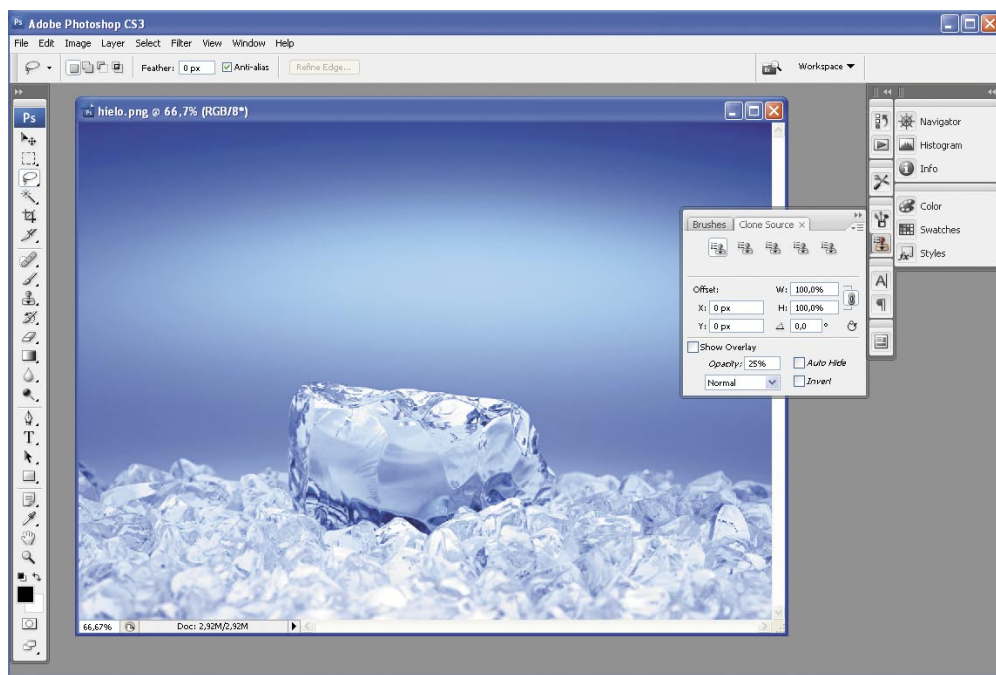 Ps Adobe Photoshop CS3
File Edit Image Layer Select Filter View Window Help
Feather: 0 px Anti-alias Refine Edge... Workspace
Ps
hielo.png @ 66,7% (RGB/8*)
Navigator
Histogram
Info
Color
Swatches
Styles
Brushes Clone Source
Offset: W: 100,0%
X: 0 px H: 100,0%
Y: 0 px 0,0 °
Show Overlay
Opacity: 25% Auto Hide
Normal Invert
66,67% Doc: 2,92M/2,92M